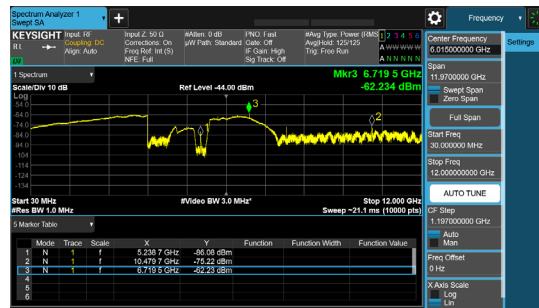 Spectrum Analyzer 1
Swept SA
+
Frequency
KEYSIGHT
Input: RF
Coupling: DC
Align: Auto
Input Z: 50 Ω
Corrections: On
Freq Ref: Int (S)
NFE: Full
#Atten: 0 dB
µW Path: Standard
PNO: Fast
Gate: Off
IF Gain: High
Sig Track: Off
#Avg Type: Power (RMS
Avg|Hold: 125/125
Trig: Free Run
1 2 3 4 5 6
A W W W W W
A N N N N N
Center Frequency
6.015000000 GHz
Settings
Span
11.9700000 GHz
Swept Span
Zero Span
Full Span
Start Freq
30.000000 MHz
Stop Freq
12.000000000 GHz
AUTO TUNE
CF Step
1.197000000 GHz
Auto
Man
Freq Offset
0 Hz
X Axis Scale
Log
Lin
1 Spectrum
Scale/Div 10 dB
Ref Level -44.00 dBm
Mkr3 6.719 5 GHz
-62.234 dBm
Log
-54.0
-64.0
-74.0
-84.0
-94.0
-104
-114
-124
-134
3
2
Start 30 MHz
#Res BW 1.0 MHz
#Video BW 3.0 MHz*
Stop 12.000 GHz
Sweep ~21.1 ms (10000 pts)
5 Marker Table
Mode Trace Scale X Y Function Function Width Function Value
1 N 1 f 5.238 7 GHz -86.08 dBm
2 N 1 f 10.479 7 GHz -75.22 dBm
3 N 1 f 6.719 5 GHz -62.23 dBm
4
5
6